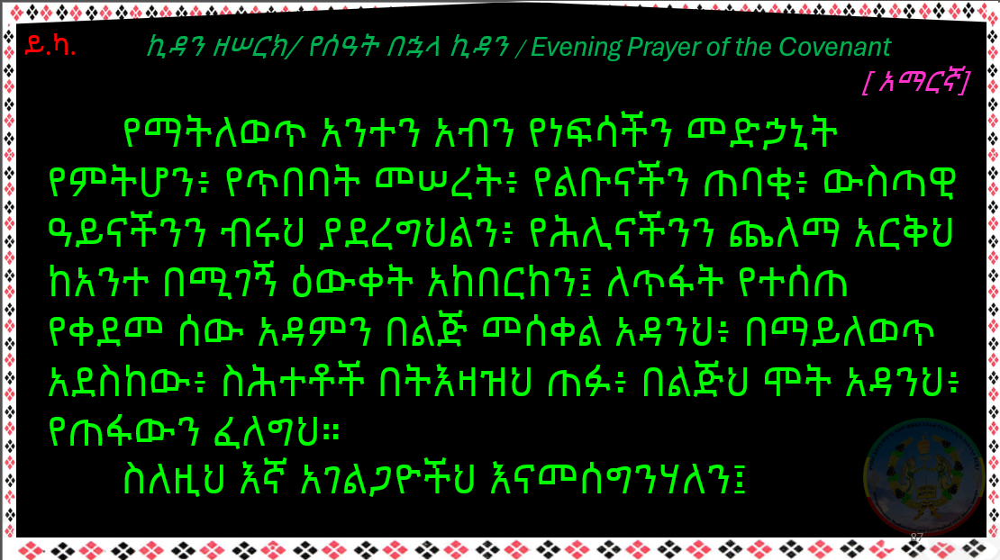 ይ.ካ. ኪዳን ዘሠርክ/ የሰዓት በኋላ ኪዳን / Evening Prayer of the Covenant
[ አማርኛ]
የማትለወጥ አንተን አብን የነፍሳችን መድኃኒት
የምትሆን፥ የጥበባት መሠረት፥ የልቡናችን ጠባቂ፥ ውስጣዊ
ዓይናችንን ብሩህ ያደረግህልን፥ የሕሊናችንን ጨለማ አርቅህ
ከአንተ በሚገኝ ዕውቀት አከበርከን፤ ለጥፋት የተሰጠ
የቀደመ ሰው አዳምን በልጅ መሰቀል አዳንህ፥ በማይለወጥ
አደስከው፥ ስሕተቶች በትእዛዝህ ጠፉ፥ በልጅህ ሞት አዳንህ፥
የጠፋውን ፈለግህ።
ስለዚህ እኛ አገልጋዮችህ እናመሰግንሃለን፤
87